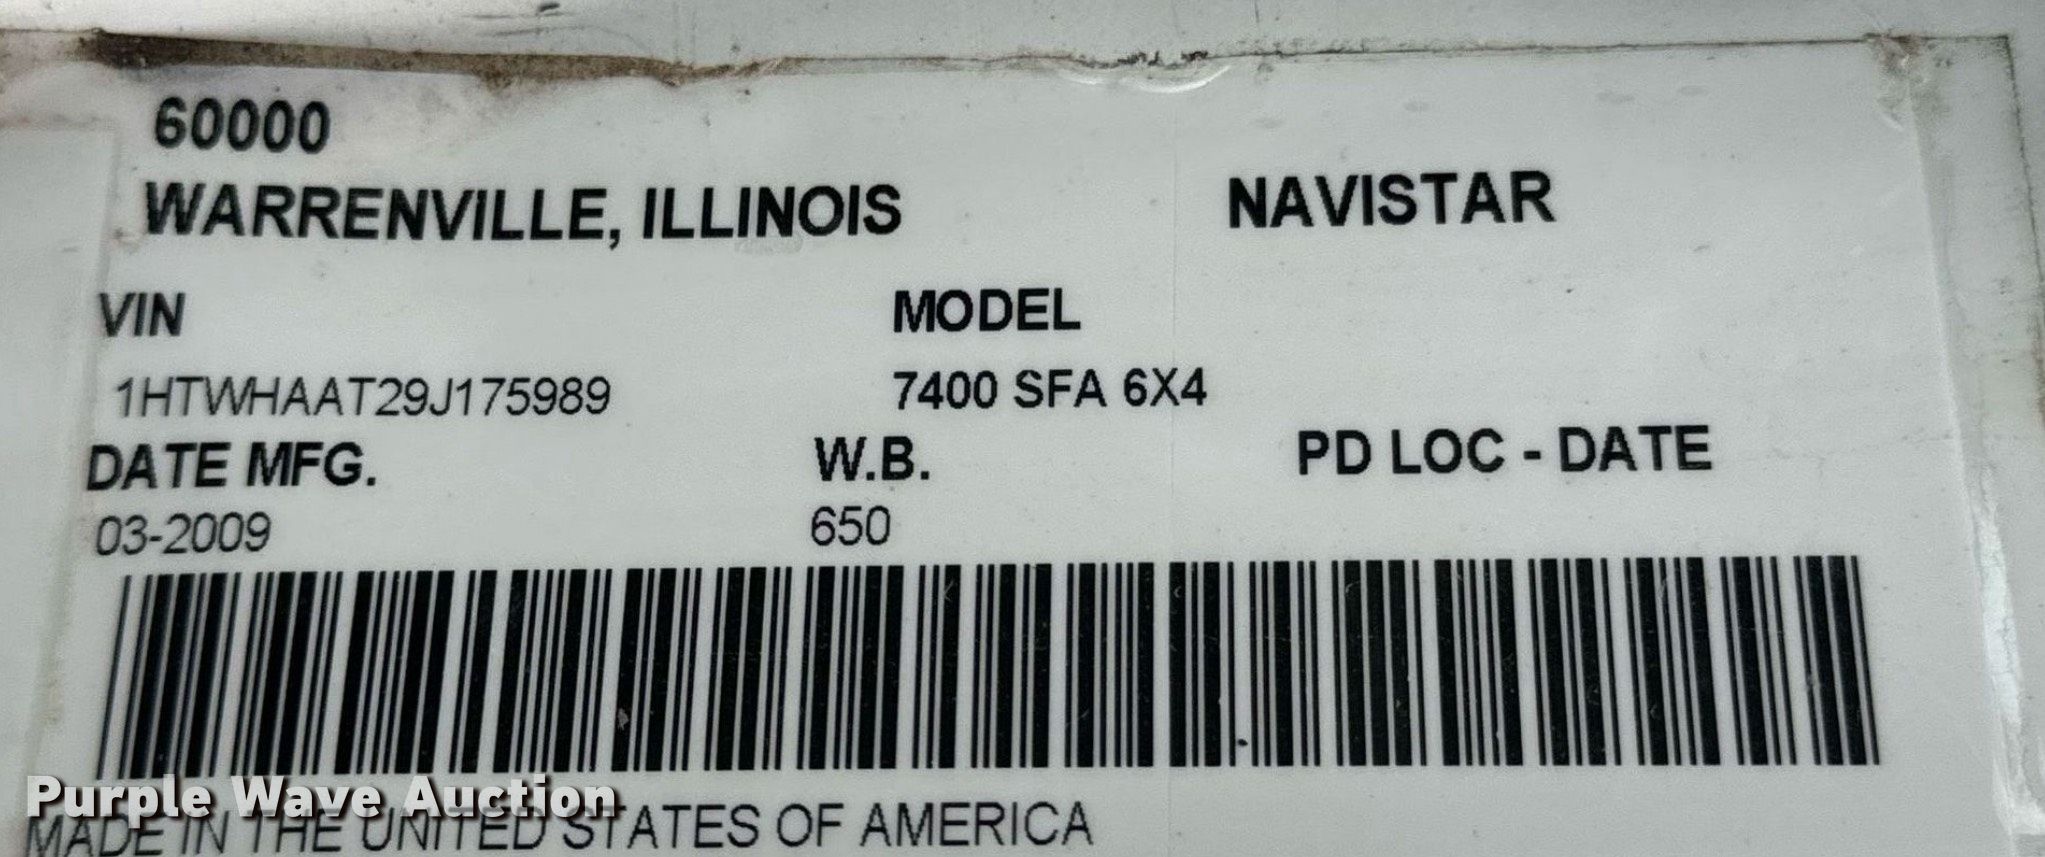 60000
WARRENVILLE, ILLINOIS NAVISTAR
VIN MODEL
1HTWHAAT29J175989 7400 SFA 6X4
DATE MFG. W.B. PD LOC - DATE
03-2009 650
Purple Wave Auction
MADE IN THE UNITED STATES OF AMERICA